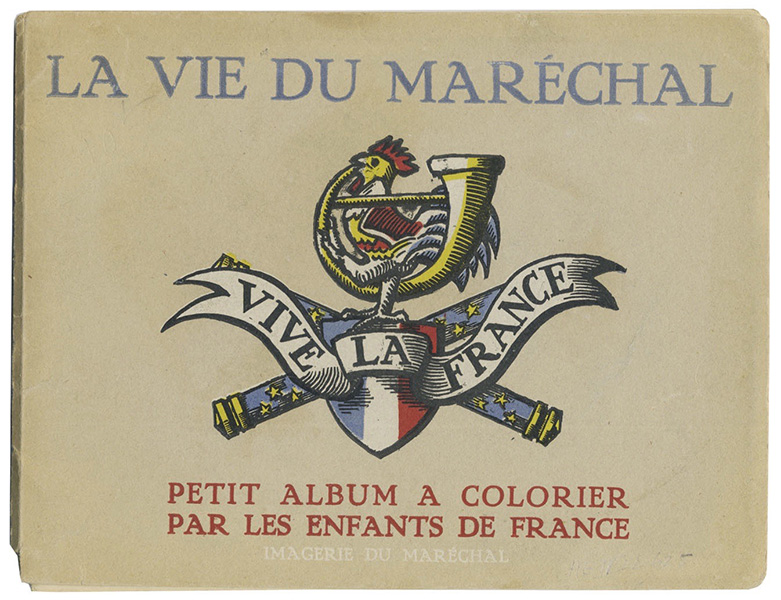 LA VIE DU MARÉCHAL
VIVE LA FRANCE
PETIT ALBUM A COLORIER
PAR LES ENFANTS DE FRANCE
IMAGERIE DU MARÉCHAL